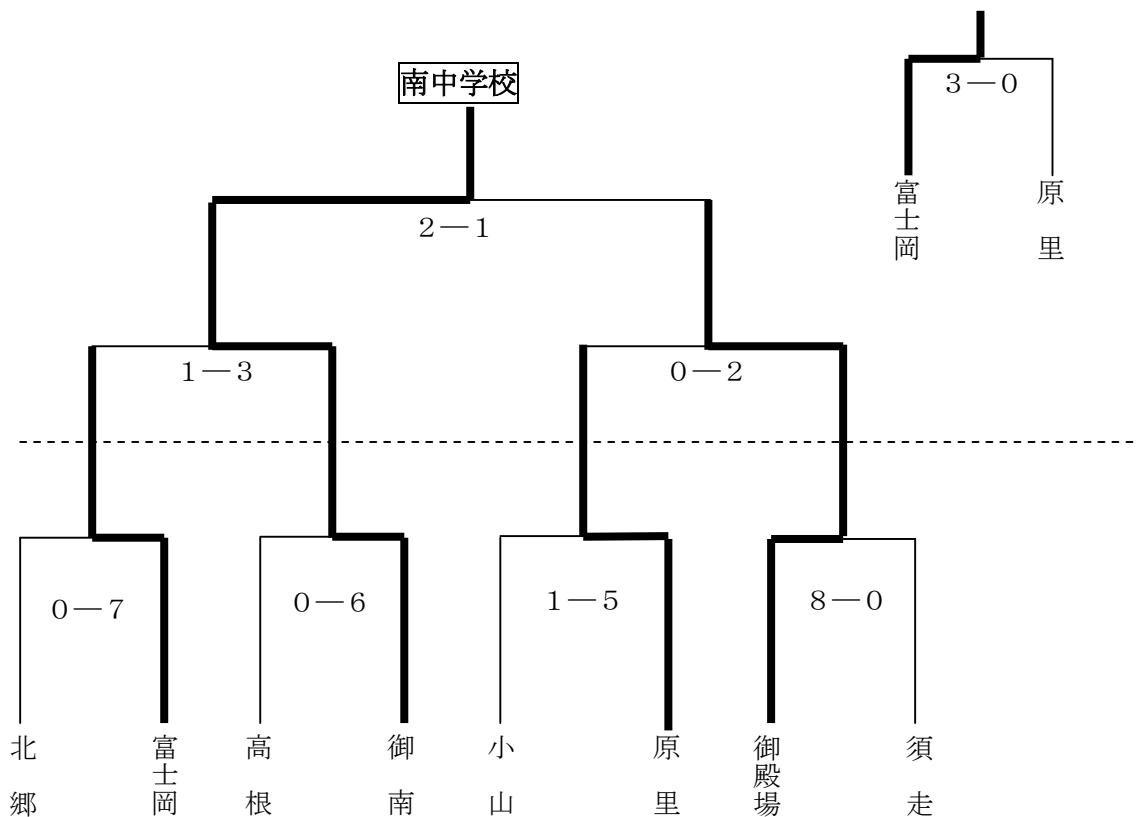 南中学校
3－0
富士岡
原里
2－1
1－3
0－2
0－7
0－6
1－5
8－0
北郷
富士岡
高根
御南
小山
原里
御殿場
須走